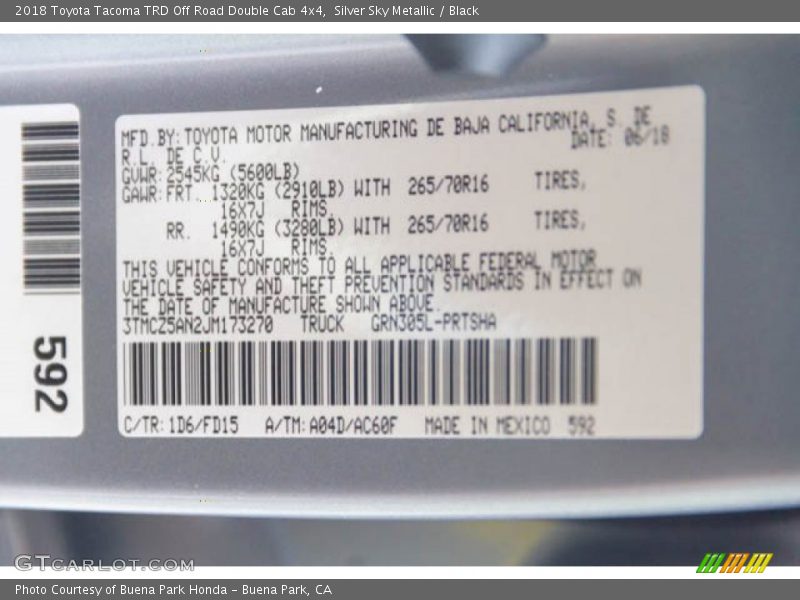 2018 Toyota Tacoma TRD Off Road Double Cab 4x4,  Silver Sky Metallic / Black
MFD.BY:TOYOTA MOTOR MANUFACTURING DE BAJA CALIFORNIA, S. DE
R.L. DE C.V. DATE: 06/18
GVWR:2545KG (5600LB)
GAWR:FRT. 1320KG (2910LB) WITH 265/70R16 TIRES,
16X7J RIMS,
RR. 1490KG (3280LB) WITH 265/70R16 TIRES,
16X7J RIMS,
THIS VEHICLE CONFORMS TO ALL APPLICABLE FEDERAL MOTOR
VEHICLE SAFETY AND THEFT PREVENTION STANDARDS IN EFFECT ON
THE DATE OF MANUFACTURE SHOWN ABOVE.
3TMCZ5AN2JM173270 TRUCK GRN305L-PRTSHA
C/TR:1D6/FD15 A/TM:A04D/AC60F MADE IN MEXICO 592
592
GTCARLOT.COM
Photo Courtesy of Buena Park Honda - Buena Park, CA